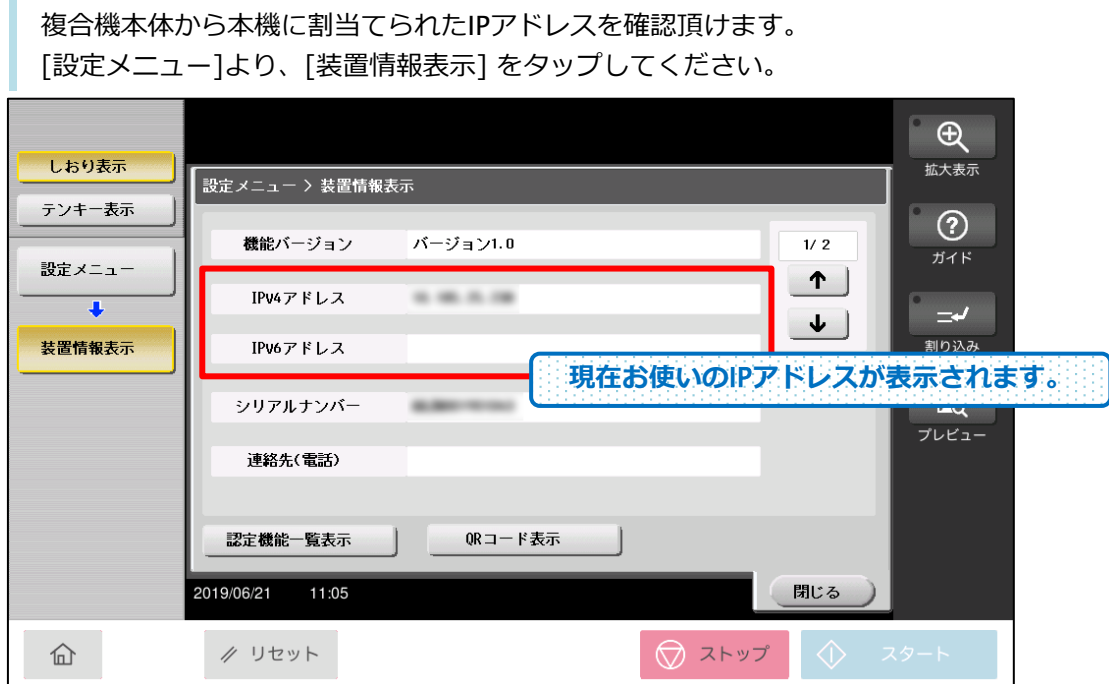 複合機本体から本機に割当てられたIPアドレスを確認頂けます。
[設定メニュー]より、[装置情報表示] をタップしてください。
しおり表示
テンキー表示
設定メニュー
装置情報表示
設定メニュー > 装置情報表示
機能バージョン バージョン1.0
1/ 2
IPv4アドレス
IPv6アドレス
現在お使いのIPアドレスが表示されます。
シリアルナンバー
連絡先(電話)
認定機能一覧表示 QRコード表示
2019/06/21 11:05
閉じる
拡大表示
ガイド
割り込み
プレビュー
リセット
ストップ
スタート